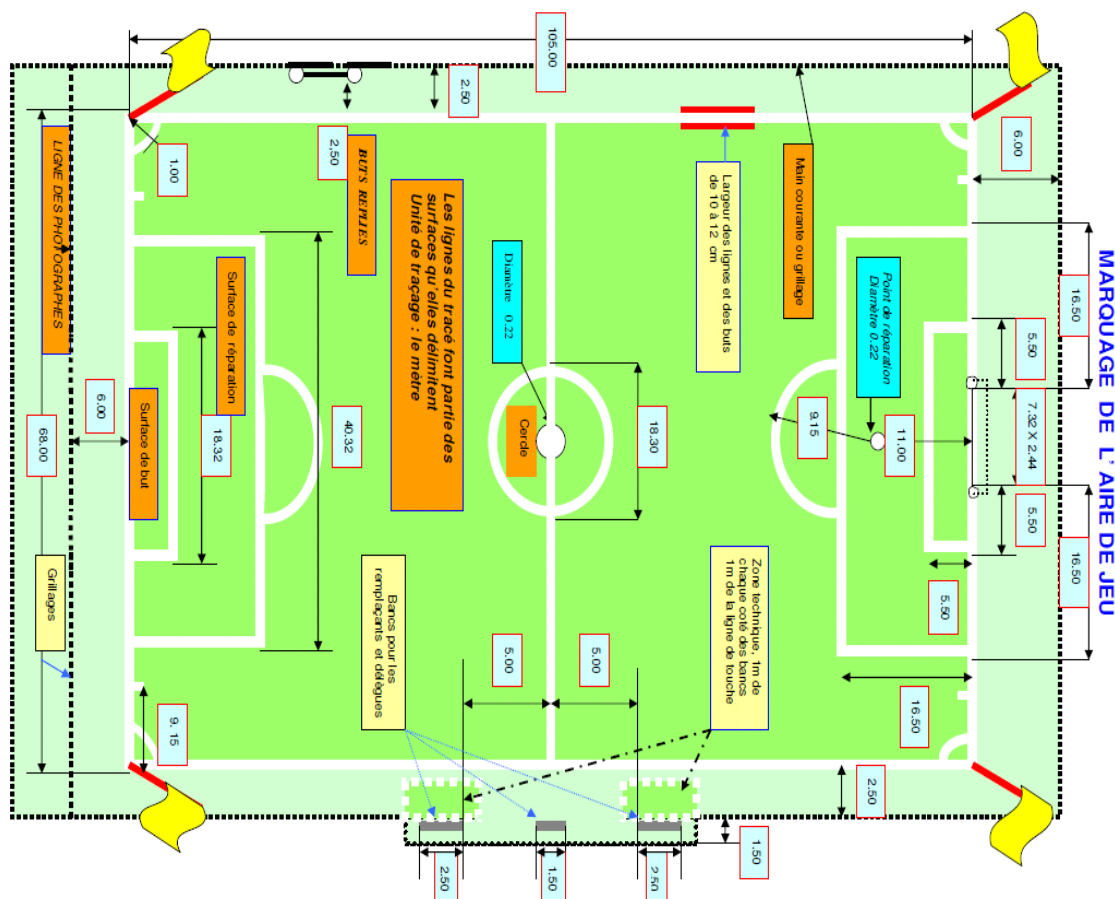 MARQUAGE DE L'AIRE DE JEU
105.00
2.50
6.00
16.50
5.50
7.32 X 2.44
5.50
16.50
5.50
16.50
2.50
1.50
Main courante ou grillage
Largeur des lignes et des buts
de 10 à 12 cm
Point de réparation
Diamètre 0.22
9.15
11.00
BUTS REPLIES
2,50
1.00
LIGNE DES PHOTOGRAPHES
Les lignes du tracé font partie des
surfaces qu'elles délimitent
Unité de traçage : le mètre
Diamètre 0.22
Cercle
18.30
Surface de réparation
40.32
18.32
Surface de but
6.00
68.00
Grillages
Zone technique, 1m de
chaque coté des bancs
1m de la ligne de touche
Bancs pour les
remplaçants et délègues
5.00
5.00
9. 15
2.50
1.50
2.50